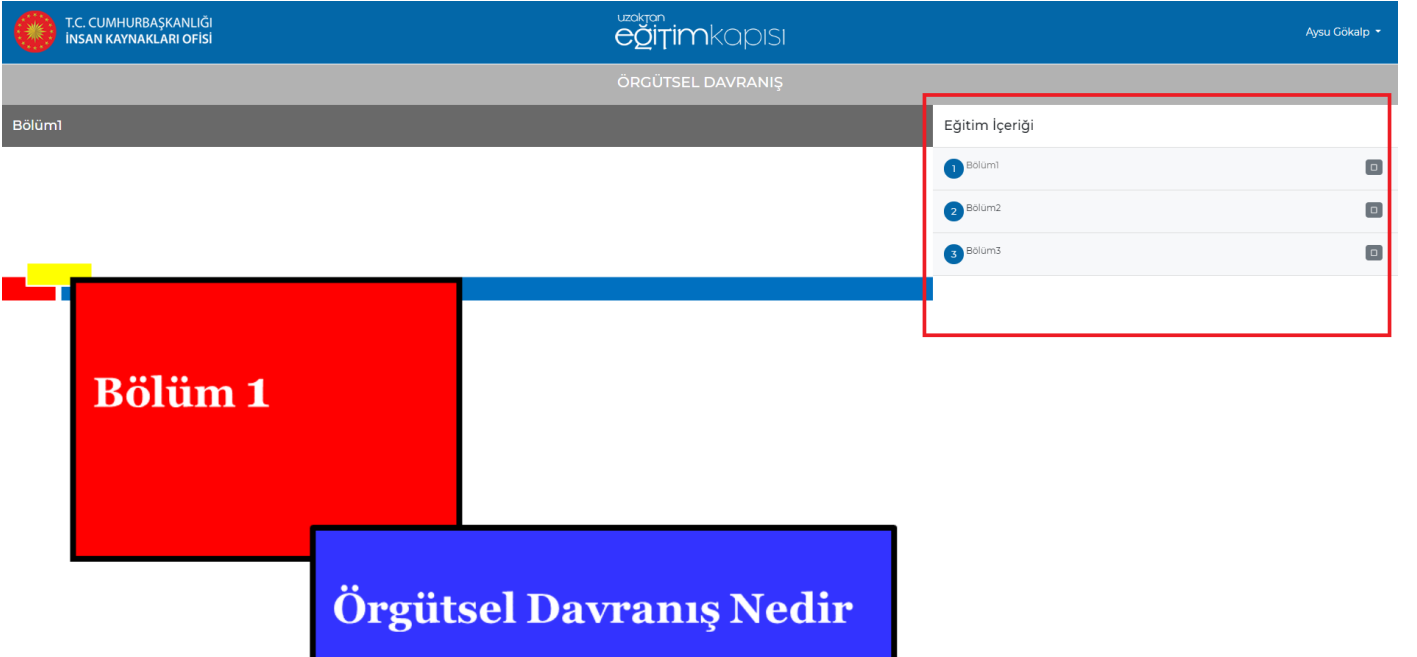 T.C. CUMHURBAŞKANLIĞI
İNSAN KAYNAKLARI OFİSİ
uzaktan
eğitimkapısı
Aysu Gökalp
ÖRGÜTSEL DAVRANIŞ
Bölüm1
Eğitim İçeriği
1 Bölüm1
2 Bölüm2
3 Bölüm3
Bölüm 1
Örgütsel Davranış Nedir